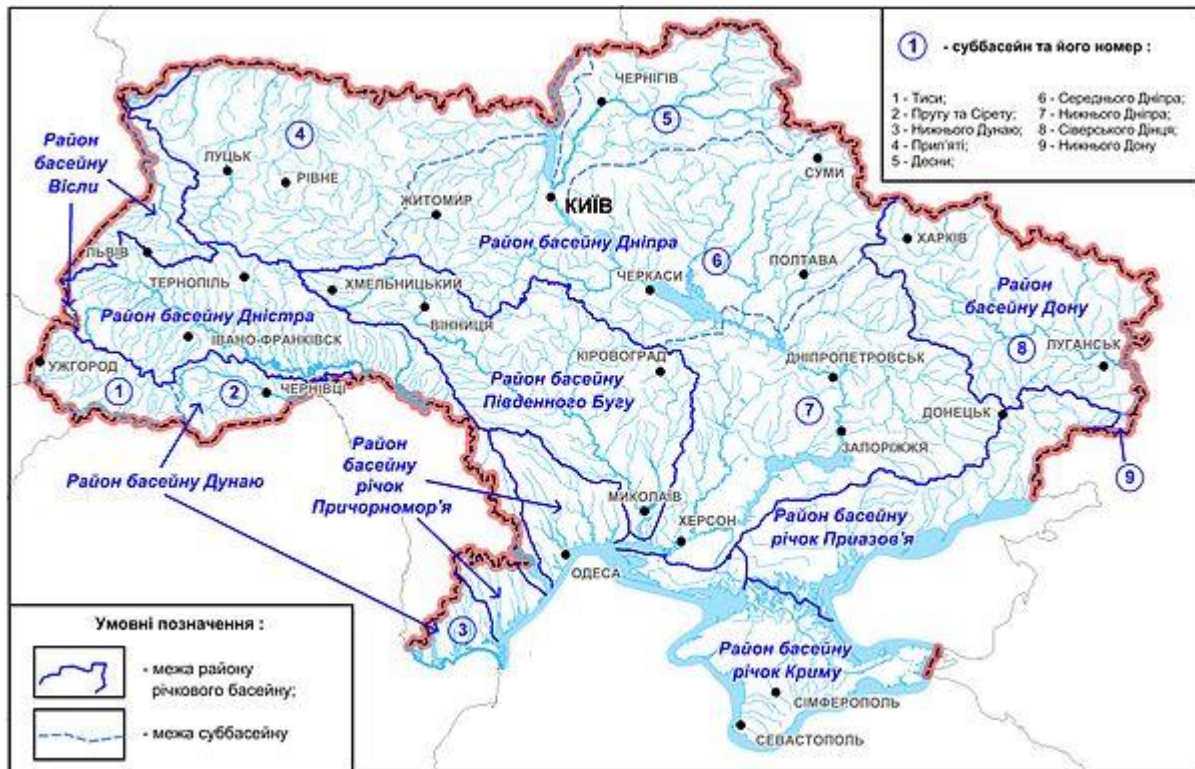 1 - суббасейн та його номер :
1 - Тиси;
2 - Пруту та Сірету;
3 - Нижнього Дунаю;
4 - Прип'яті;
5 - Десни;
6 - Середнього Дніпра;
7 - Нижнього Дніпра;
8 - Сіверського Дінця;
9 - Нижнього Дону
ЧЕРНІГІВ
5
4
Район
басейну
Вісли
ЛУЦЬК
РІВНЕ
СУМИ
ЖИТОМИР
КИЇВ
Район басейну Дніпра
ХАРКІВ
ЛЬВІВ
ТЕРНОПІЛЬ
ХМЕЛЬНИЦЬКИЙ
ЧЕРКАСИ
6
ПОЛТАВА
Район
басейну Дону
Район басейну Дністра
ВІННИЦЯ
ІВАНО-ФРАНКІВСК
КІРОВОГРАД
ДНІПРОПЕТРОВСЬК
8
ЛУГАНСЬК
УЖГОРОД
1
2
ЧЕРНІВЦІ
Район басейну
Південного Бугу
7
ДОНЕЦЬК
ЗАПОРІЖЖЯ
Район
басейну
річок
Причорномор'я
Район басейну Дунаю
9
МИКОЛАЇВ
ХЕРСОН
Район басейну
річок Приазов'я
ОДЕСА
3
Район басейну
річок Криму
СІМФЕРОПОЛЬ
СЕВАСТОПОЛЬ
Умовні позначення :
- межа району
річкового басейну;
- межа суббасейну